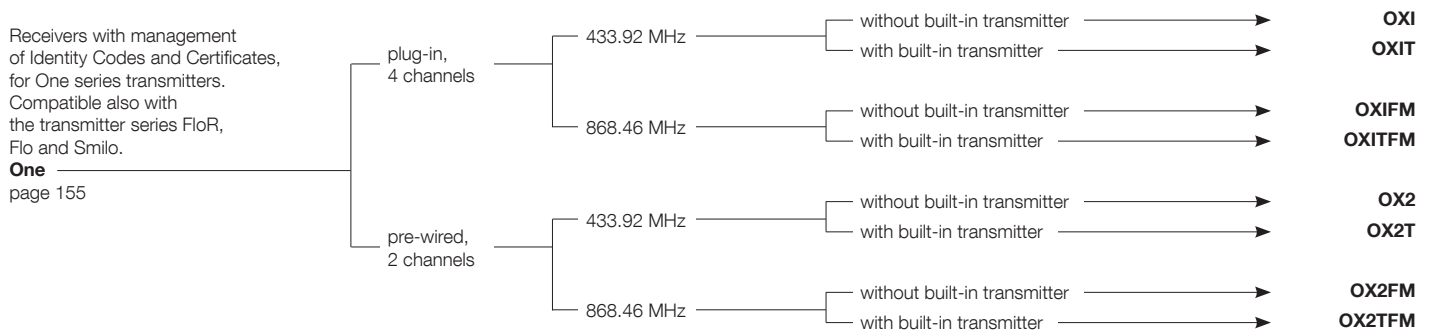 Receivers with management
of Identity Codes and Certificates,
for One series transmitters.
Compatible also with
the transmitter series FloR,
Flo and Smilo.
One
page 155
plug-in,
4 channels
433.92 MHz
without built-in transmitter
OXI
with built-in transmitter
OXIT
868.46 MHz
without built-in transmitter
OXIFM
with built-in transmitter
OXITFM
pre-wired,
2 channels
433.92 MHz
without built-in transmitter
OX2
with built-in transmitter
OX2T
868.46 MHz
without built-in transmitter
OX2FM
with built-in transmitter
OX2TFM